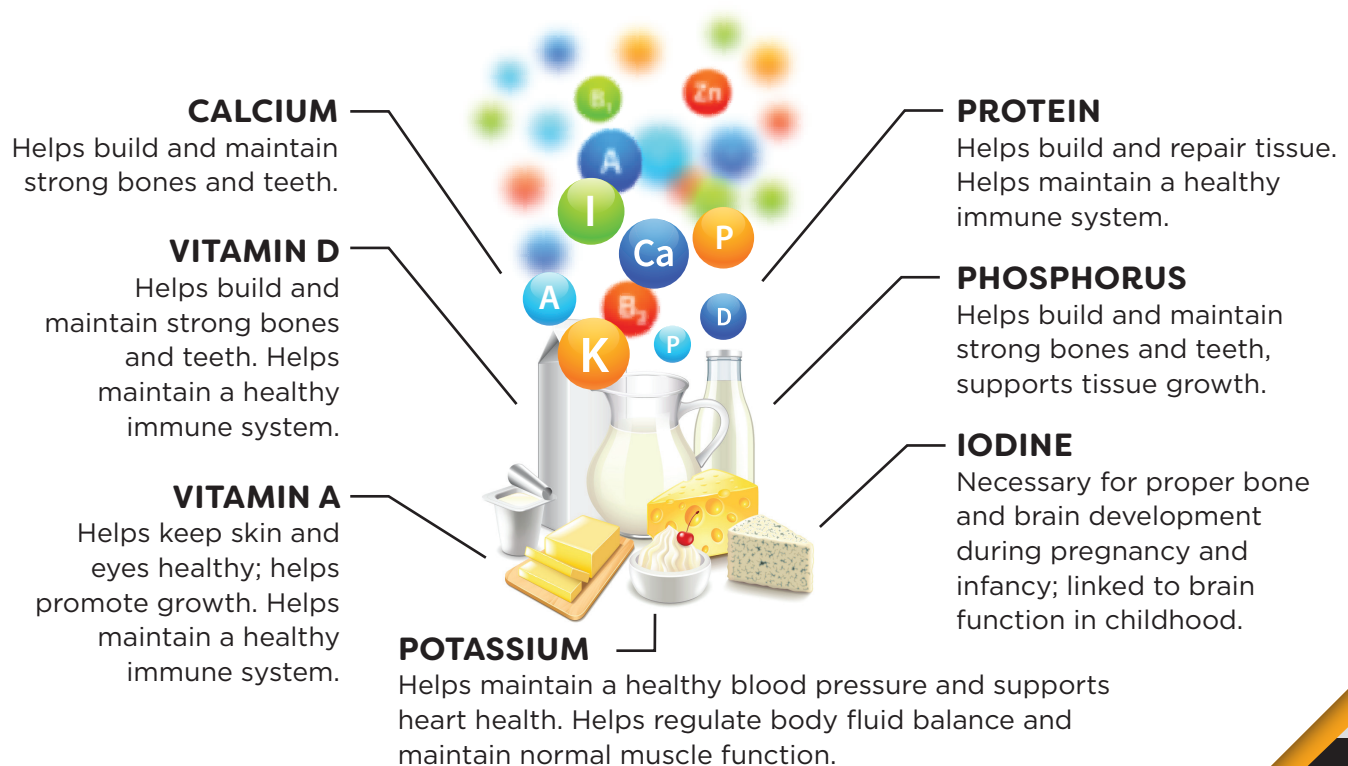 CALCIUM
Helps build and maintain
strong bones and teeth.
VITAMIN D
Helps build and
maintain strong bones
and teeth. Helps
maintain a healthy
immune system.
VITAMIN A
Helps keep skin and
eyes healthy; helps
promote growth. Helps
maintain a healthy
immune system.
B₁
Zn
A
I
Ca
P
A
B₂
D
K
P
PROTEIN
Helps build and repair tissue.
Helps maintain a healthy
immune system.
PHOSPHORUS
Helps build and maintain
strong bones and teeth,
supports tissue growth.
IODINE
Necessary for proper bone
and brain development
during pregnancy and
infancy; linked to brain
function in childhood.
POTASSIUM
Helps maintain a healthy blood pressure and supports
heart health. Helps regulate body fluid balance and
maintain normal muscle function.